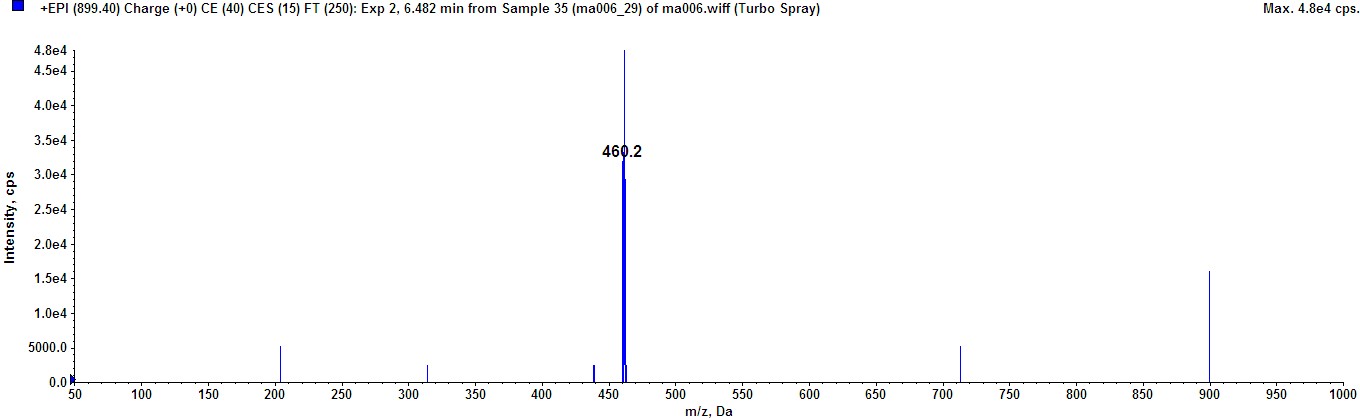 +EPI (899.40) Charge (+0) CE (40) CES (15) FT (250): Exp 2, 6.482 min from Sample 35 (ma006_29) of ma006.wiff (Turbo Spray)
Max. 4.8e4 cps.
4.8e4
4.5e4
4.0e4
3.5e4
3.0e4
2.5e4
2.0e4
1.5e4
1.0e4
5000.0
0.0
Intensity, cps
460.2
50 100 150 200 250 300 350 400 450 500 550 600 650 700 750 800 850 900 950 1000
m/z, Da